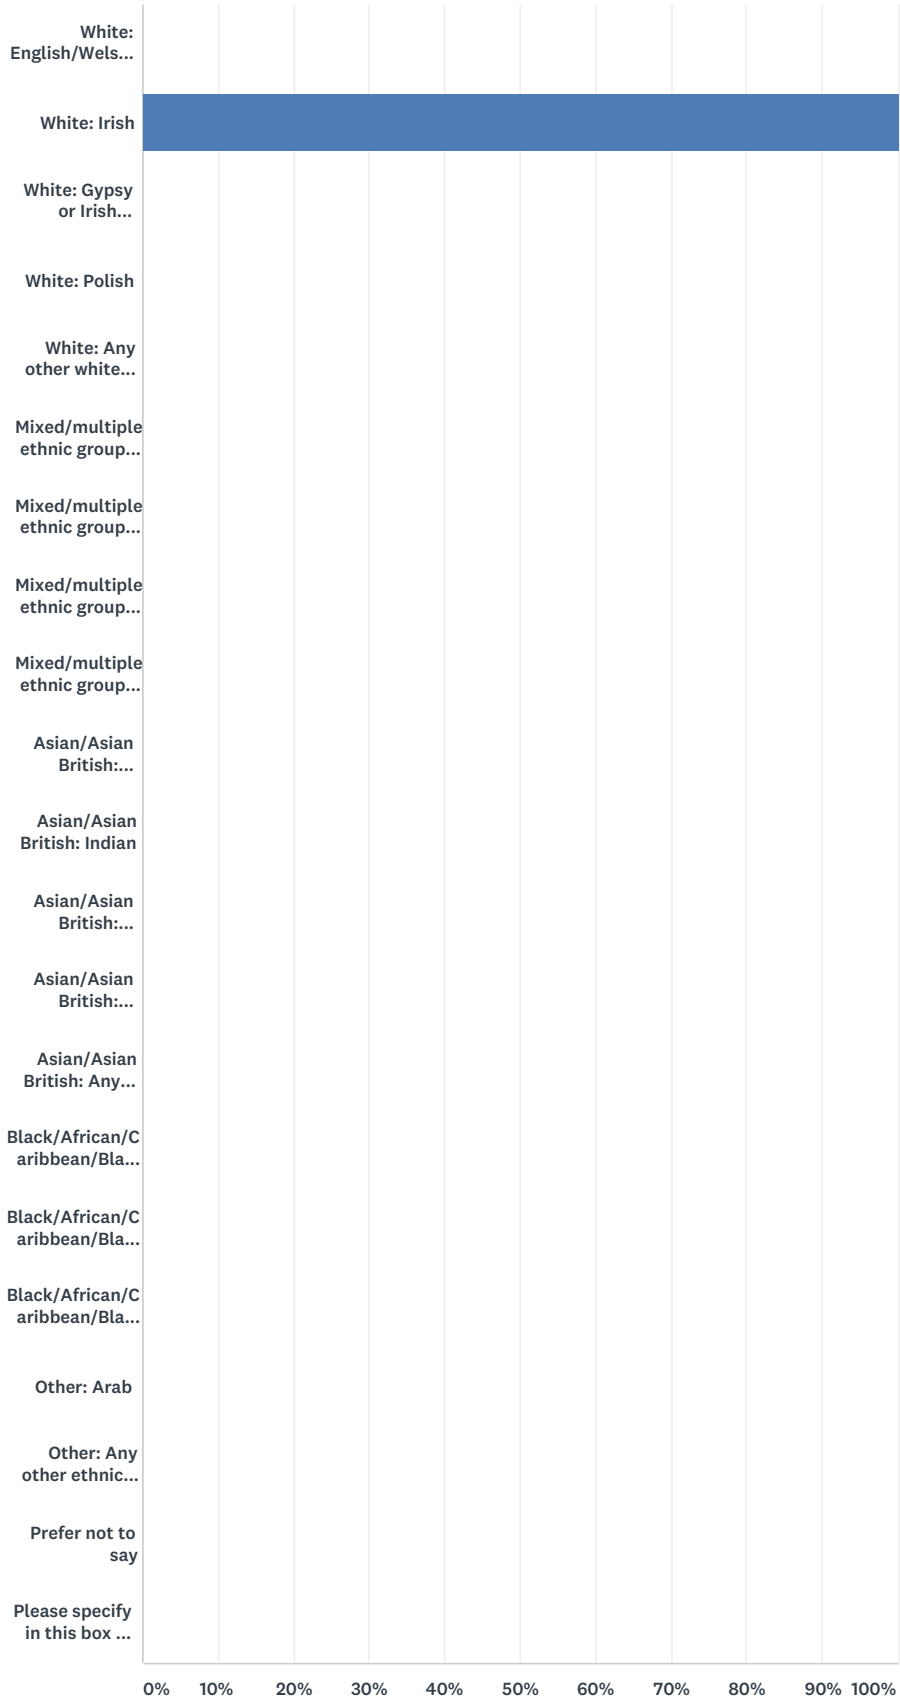 White:
English/Wels...
White: Irish
White: Gypsy
or Irish...
White: Polish
White: Any
other white...
Mixed/multiple
ethnic group...
Mixed/multiple
ethnic group...
Mixed/multiple
ethnic group...
Mixed/multiple
ethnic group...
Asian/Asian
British:...
Asian/Asian
British: Indian
Asian/Asian
British:...
Asian/Asian
British:...
Asian/Asian
British: Any...
Black/African/C
aribbean/Bla...
Black/African/C
aribbean/Bla...
Black/African/C
aribbean/Bla...
Other: Arab
Other: Any
other ethnic...
Prefer not to
say
Please specify
in this box ...
0% 10% 20% 30% 40% 50% 60% 70% 80% 90% 100%